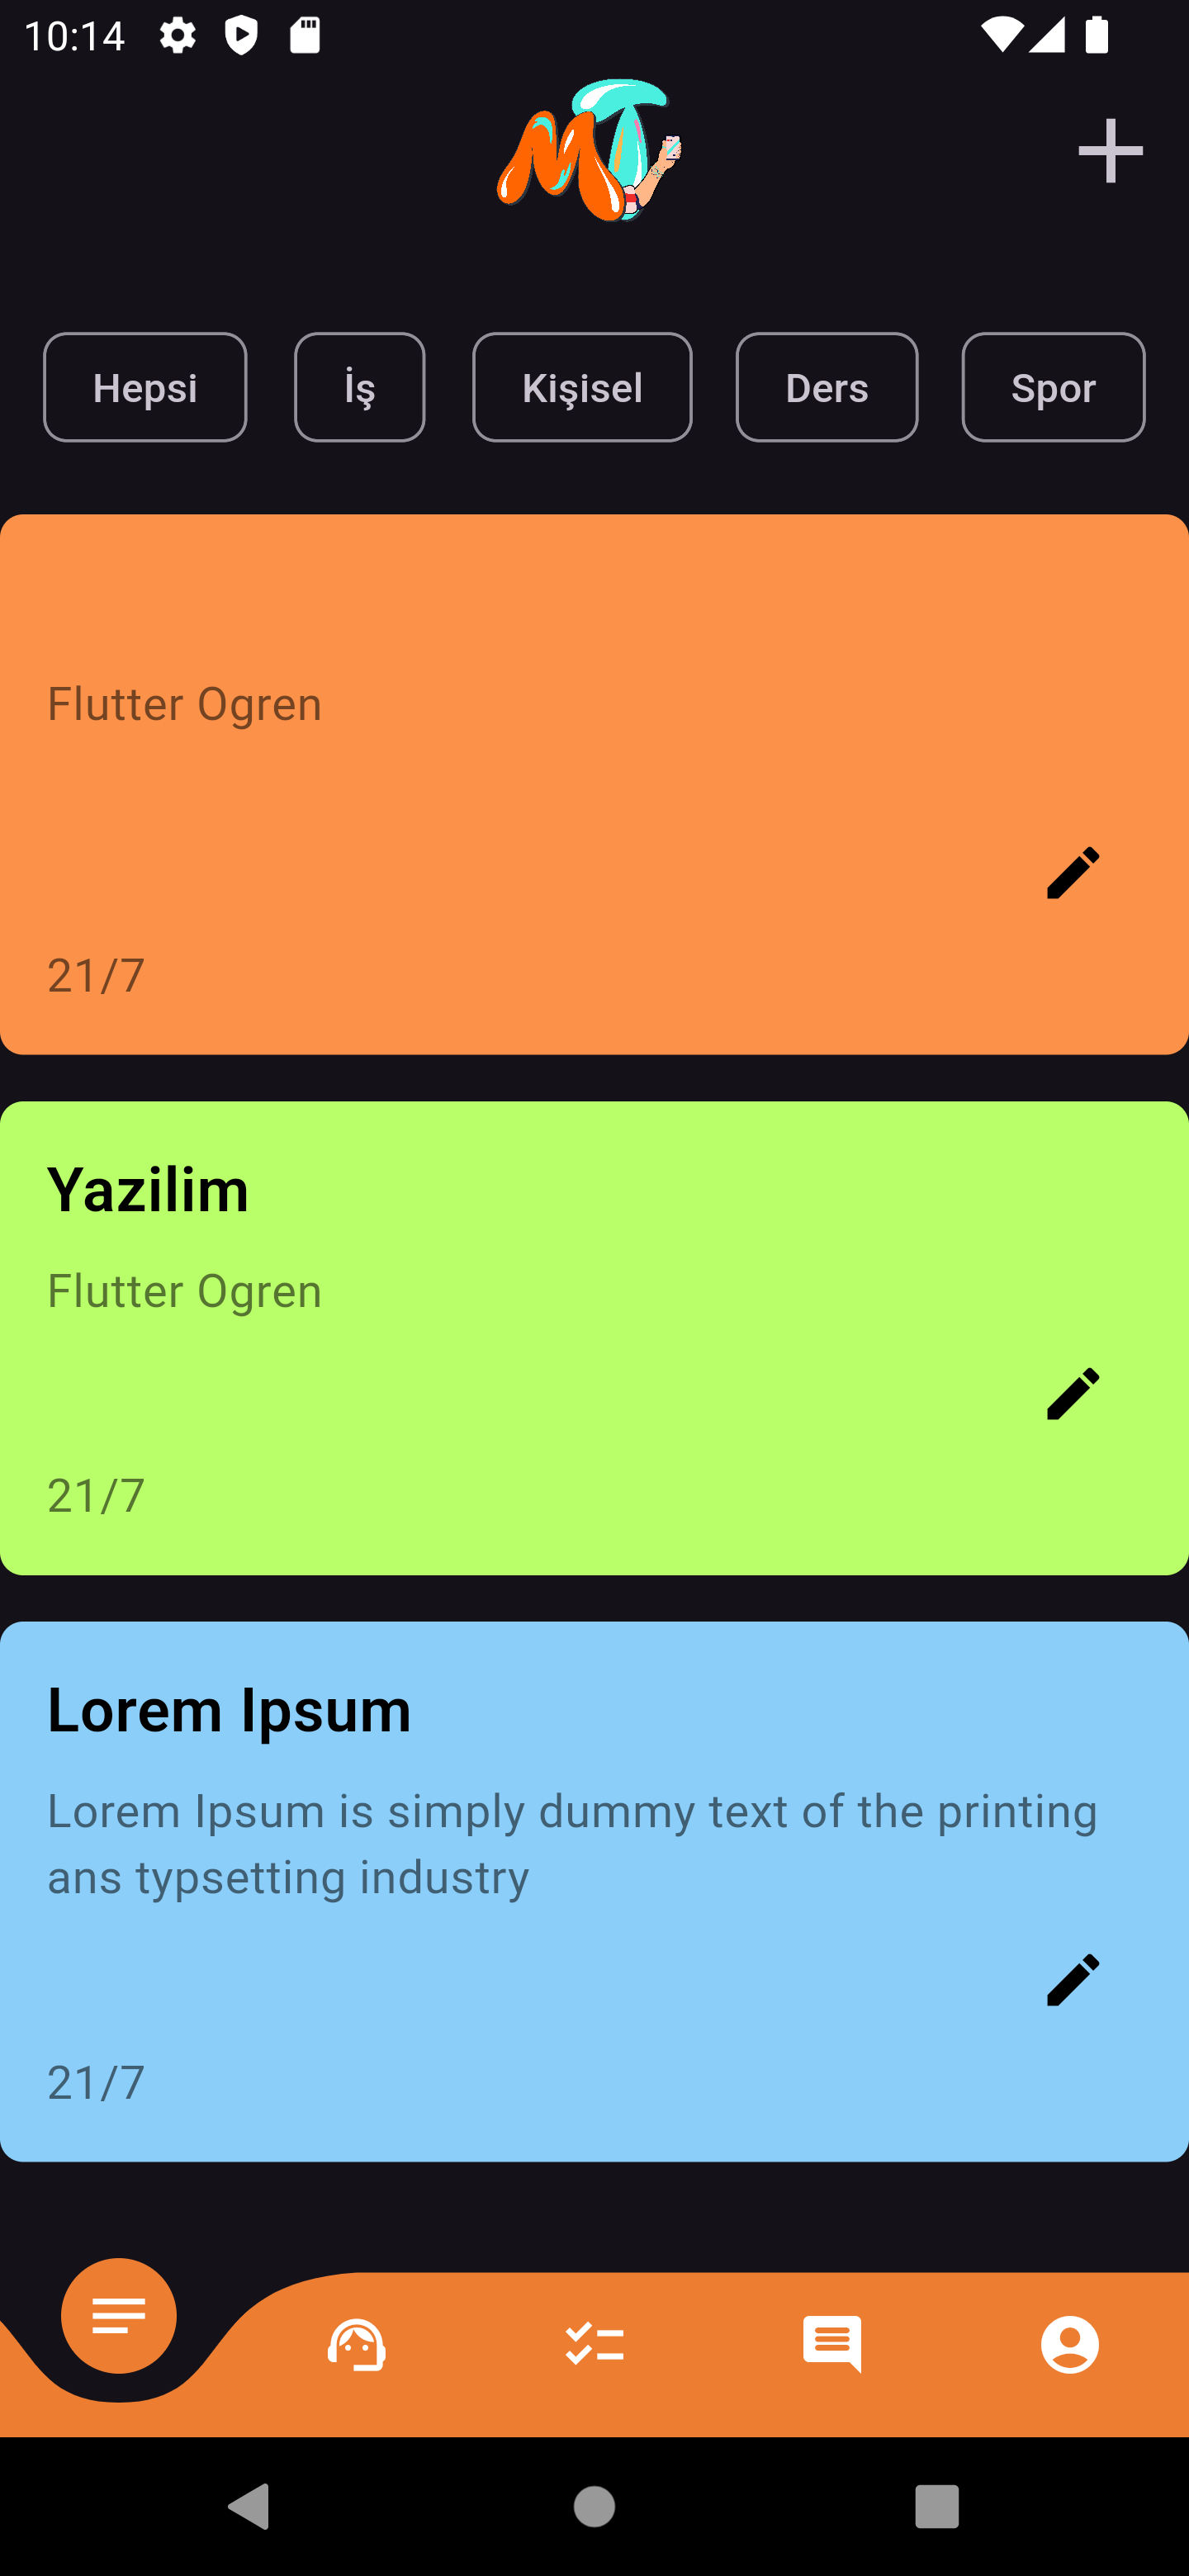 10:14
MT
Hepsi
İş
Kişisel
Ders
Spor
Flutter Ogren
21/7
Yazilim
Flutter Ogren
21/7
Lorem Ipsum
Lorem Ipsum is simply dummy text of the printing
ans typsetting industry
21/7